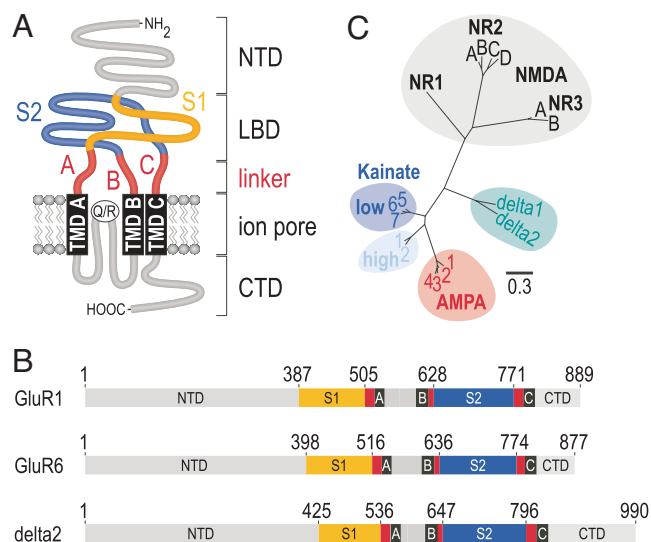 A
NH2
NTD
S2
S1
LBD
A
B
C
linker
TMD A
Q/R
TMD B
TMD C
ion pore
CTD
HOOC
C
NR2
A B C D
NMDA
NR1
NR3
A
B
Kainate
low 6 5
7
delta1
delta2
1
high 2
1
4 3 2
AMPA
0.3
B
1 387 505 628 771 889
GluR1 NTD S1 A B S2 C CTD
1 398 516 636 774 877
GluR6 NTD S1 A B S2 C CTD
1 425 536 647 796 990
delta2 NTD S1 A B S2 C CTD